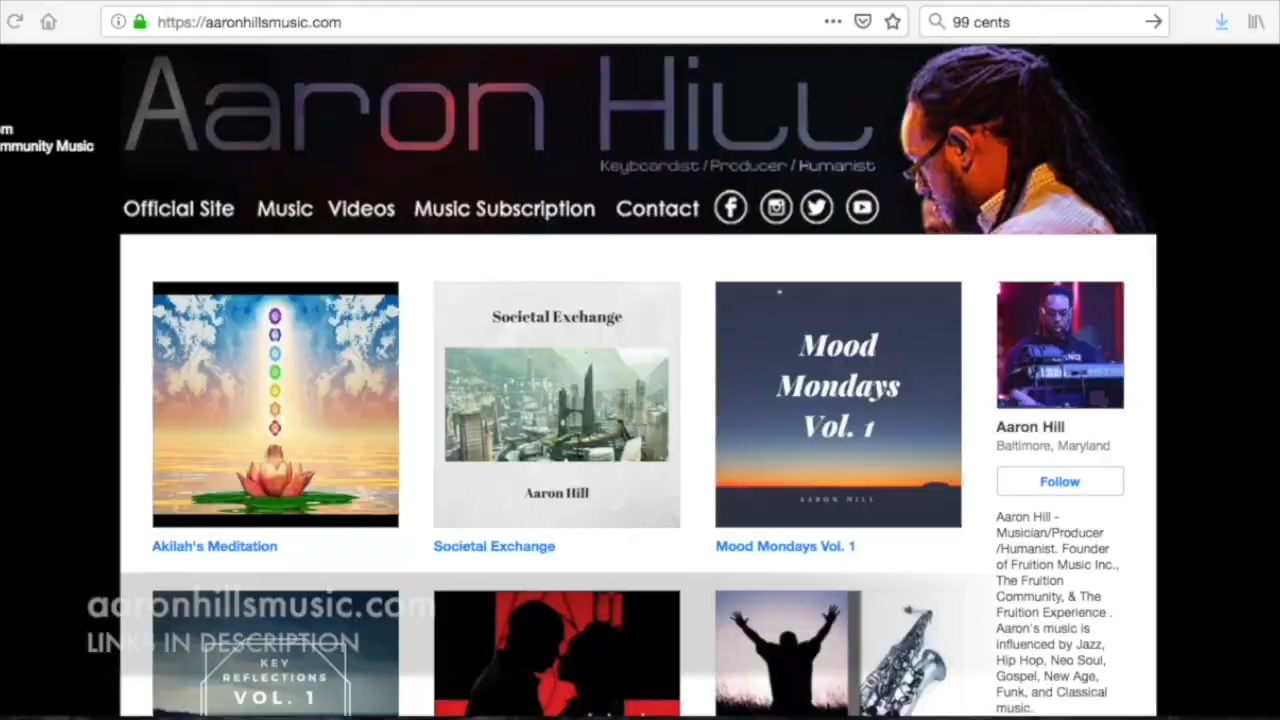 https://aaronhillsmusic.com
99 cents
om
mmunity Music
Aaron Hill
Keyboardist / Producer / Humanist
Official Site Music Videos Music Subscription Contact
Societal Exchange
Aaron Hill
Mood
Mondays
Vol. 1
AARON HILL
Akilah's Meditation
Societal Exchange
Mood Mondays Vol. 1
Aaron Hill
Baltimore, Maryland
Follow
Aaron Hill -
Musician/Producer
/Humanist. Founder
of Fruition Music Inc.,
The Fruition
Community, & The
Fruition Experience .
Aaron's music is
influenced by Jazz,
Hip Hop, Neo Soul,
Gospel, New Age,
Funk, and Classical
music.
aaronhillsmusic.com
LINKS IN DESCRIPTION
KEY
REFLECTIONS
VOL. 1